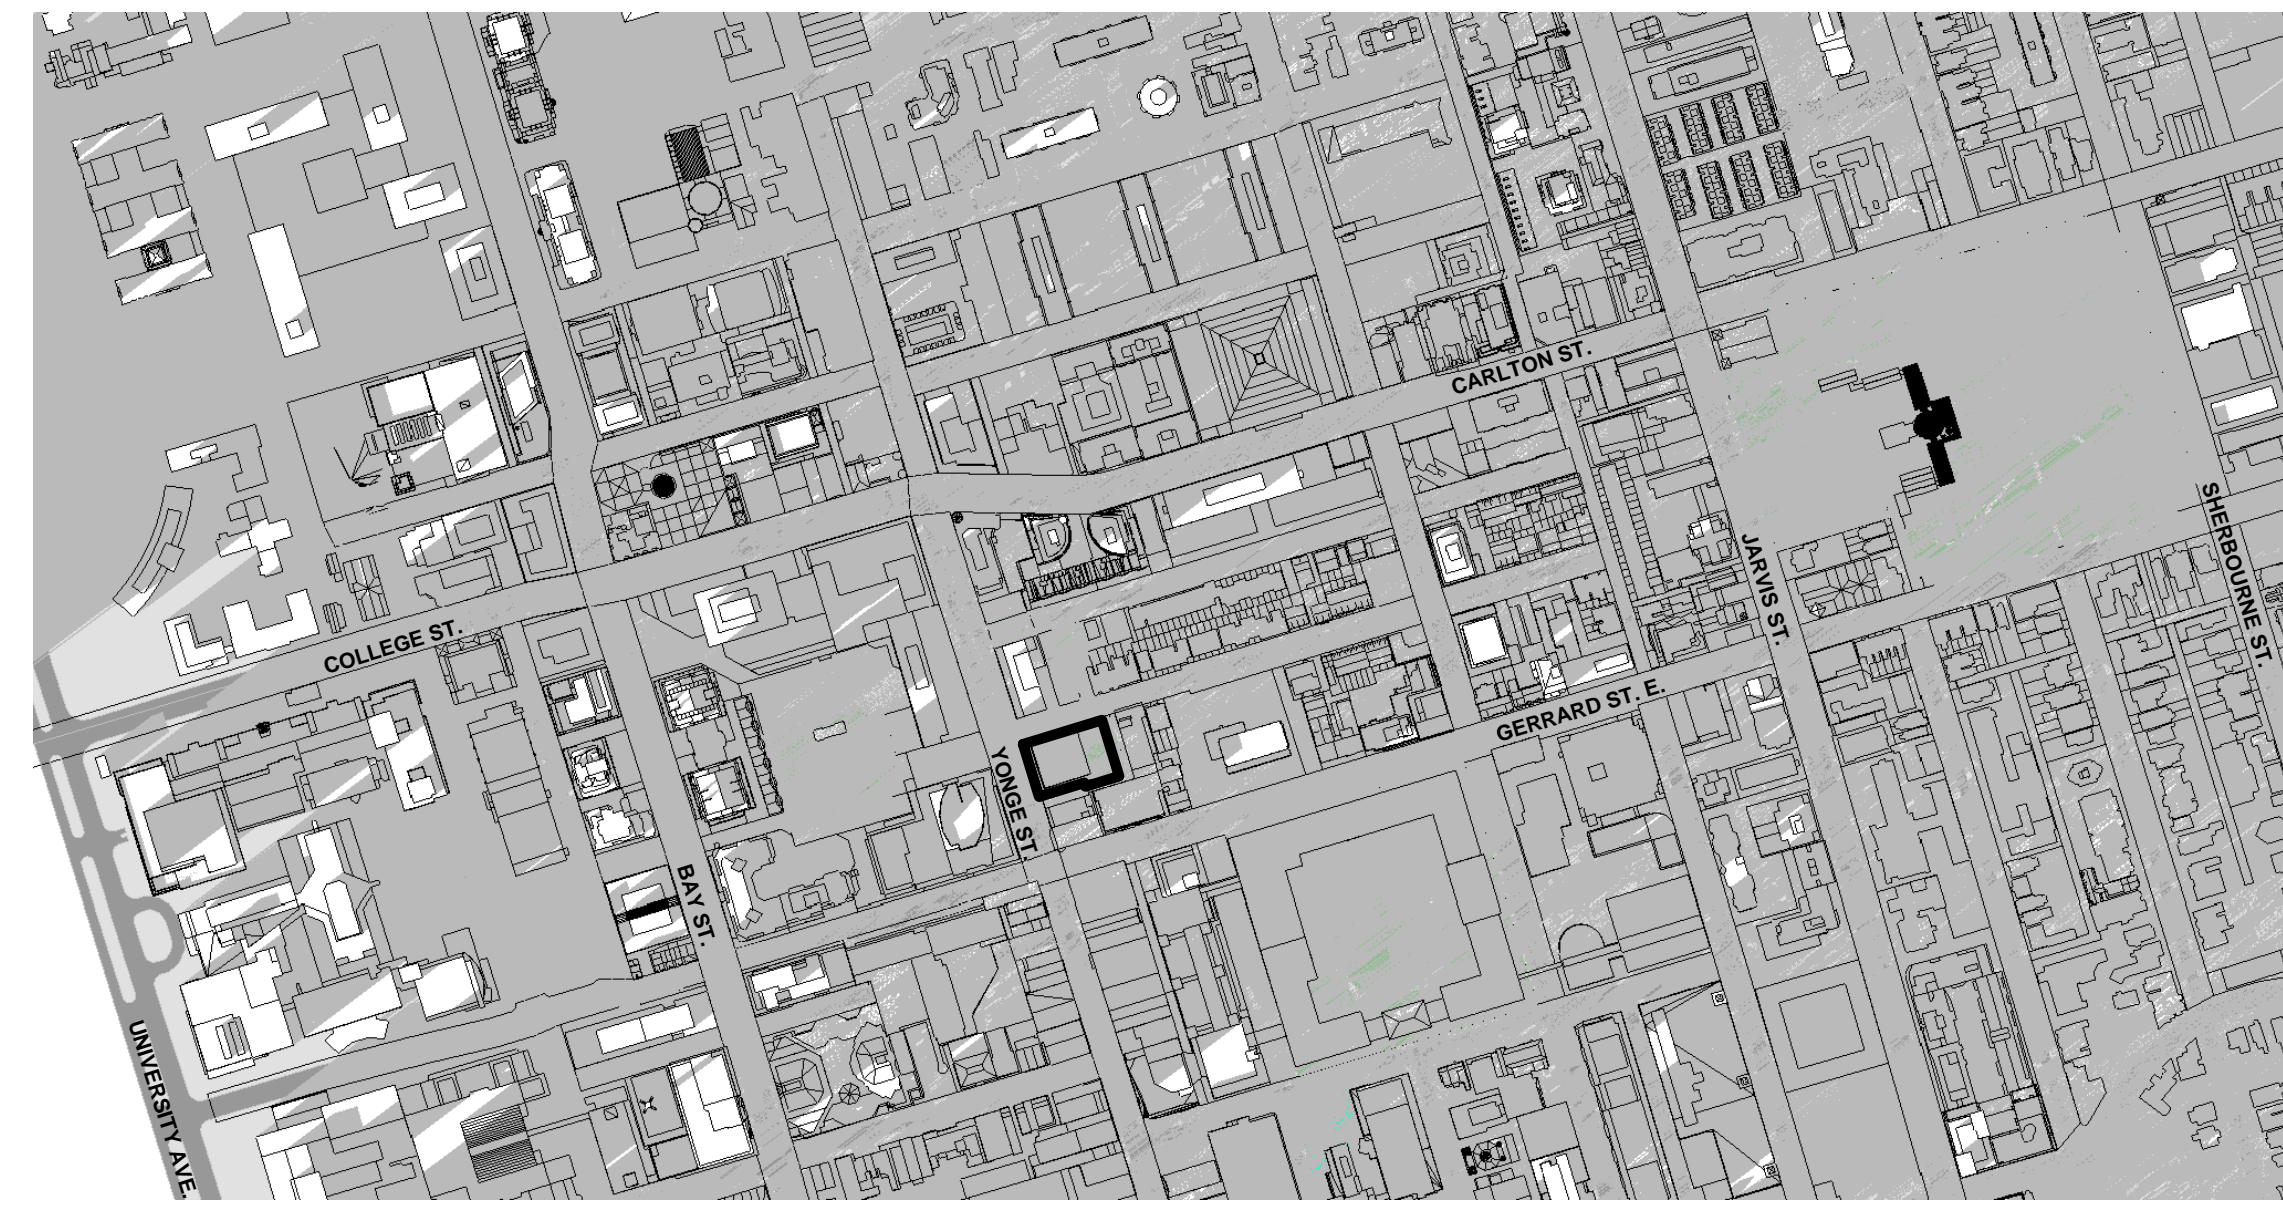 CARLTON ST.
SHERBOURNE ST.
JARVIS ST.
COLLEGE ST.
GERRARD ST. E.
YONGE ST.
BAY ST.
UNIVERSITY AVE.